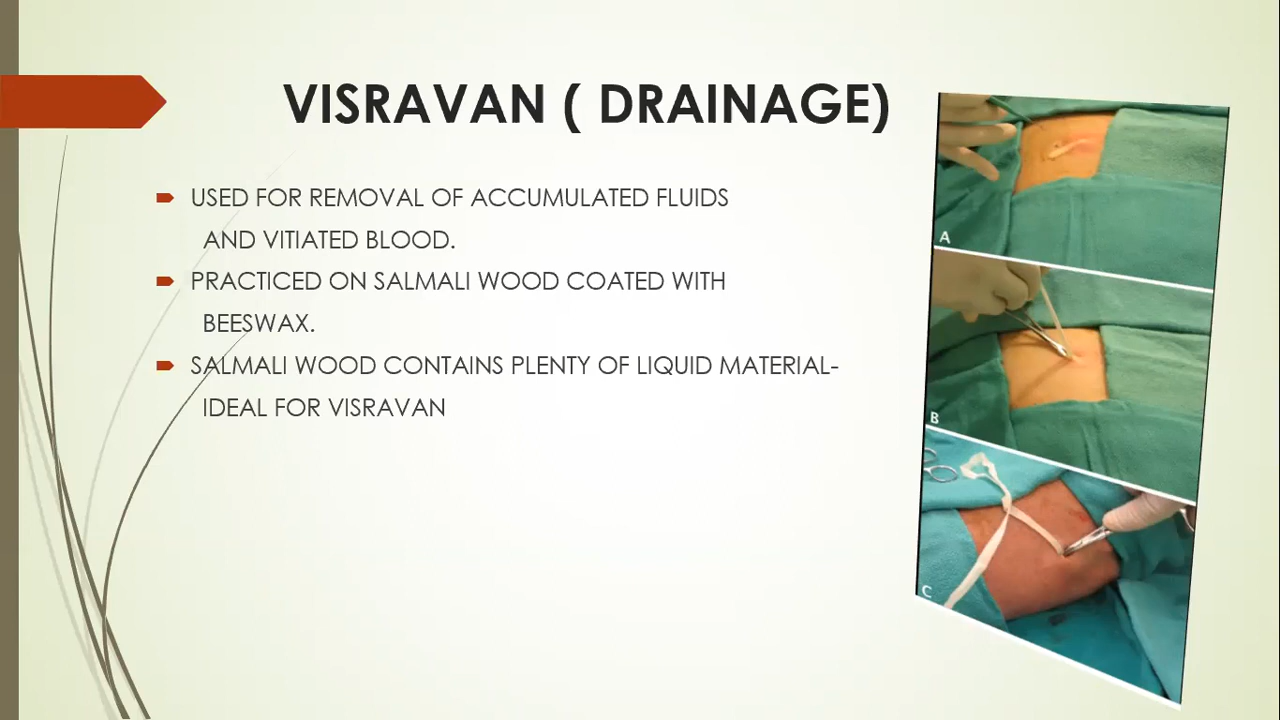 VISRAVAN ( DRAINAGE)
USED FOR REMOVAL OF ACCUMULATED FLUIDS
AND VITIATED BLOOD.
PRACTICED ON SALMALI WOOD COATED WITH
BEESWAX.
SALMALI WOOD CONTAINS PLENTY OF LIQUID MATERIAL-
IDEAL FOR VISRAVAN
A
B
C